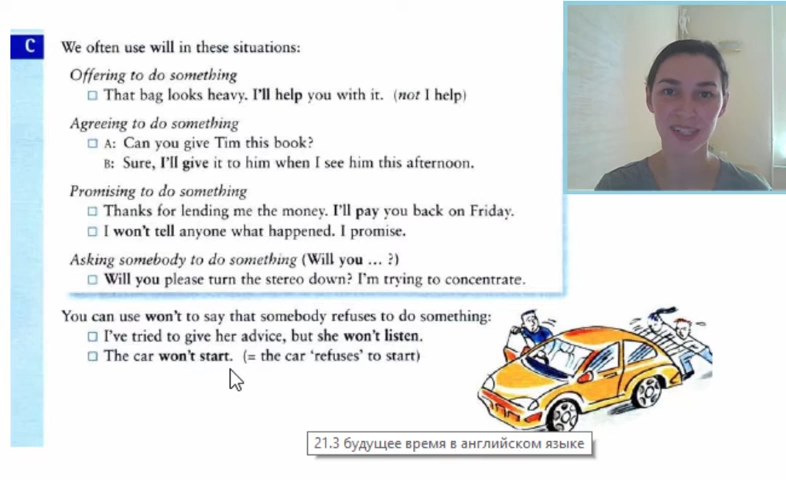 C
We often use will in these situations:
Offering to do something
That bag looks heavy. I'll help you with it. (not I help)
Agreeing to do something
A: Can you give Tim this book?
B: Sure, I'll give it to him when I see him this afternoon.
Promising to do something
Thanks for lending me the money. I'll pay you back on Friday.
I won't tell anyone what happened. I promise.
Asking somebody to do something (Will you ... ?)
Will you please turn the stereo down? I'm trying to concentrate.
You can use won't to say that somebody refuses to do something:
I've tried to give her advice, but she won't listen.
The car won't start. (= the car 'refuses' to start)
21.3 будущее время в английском языке